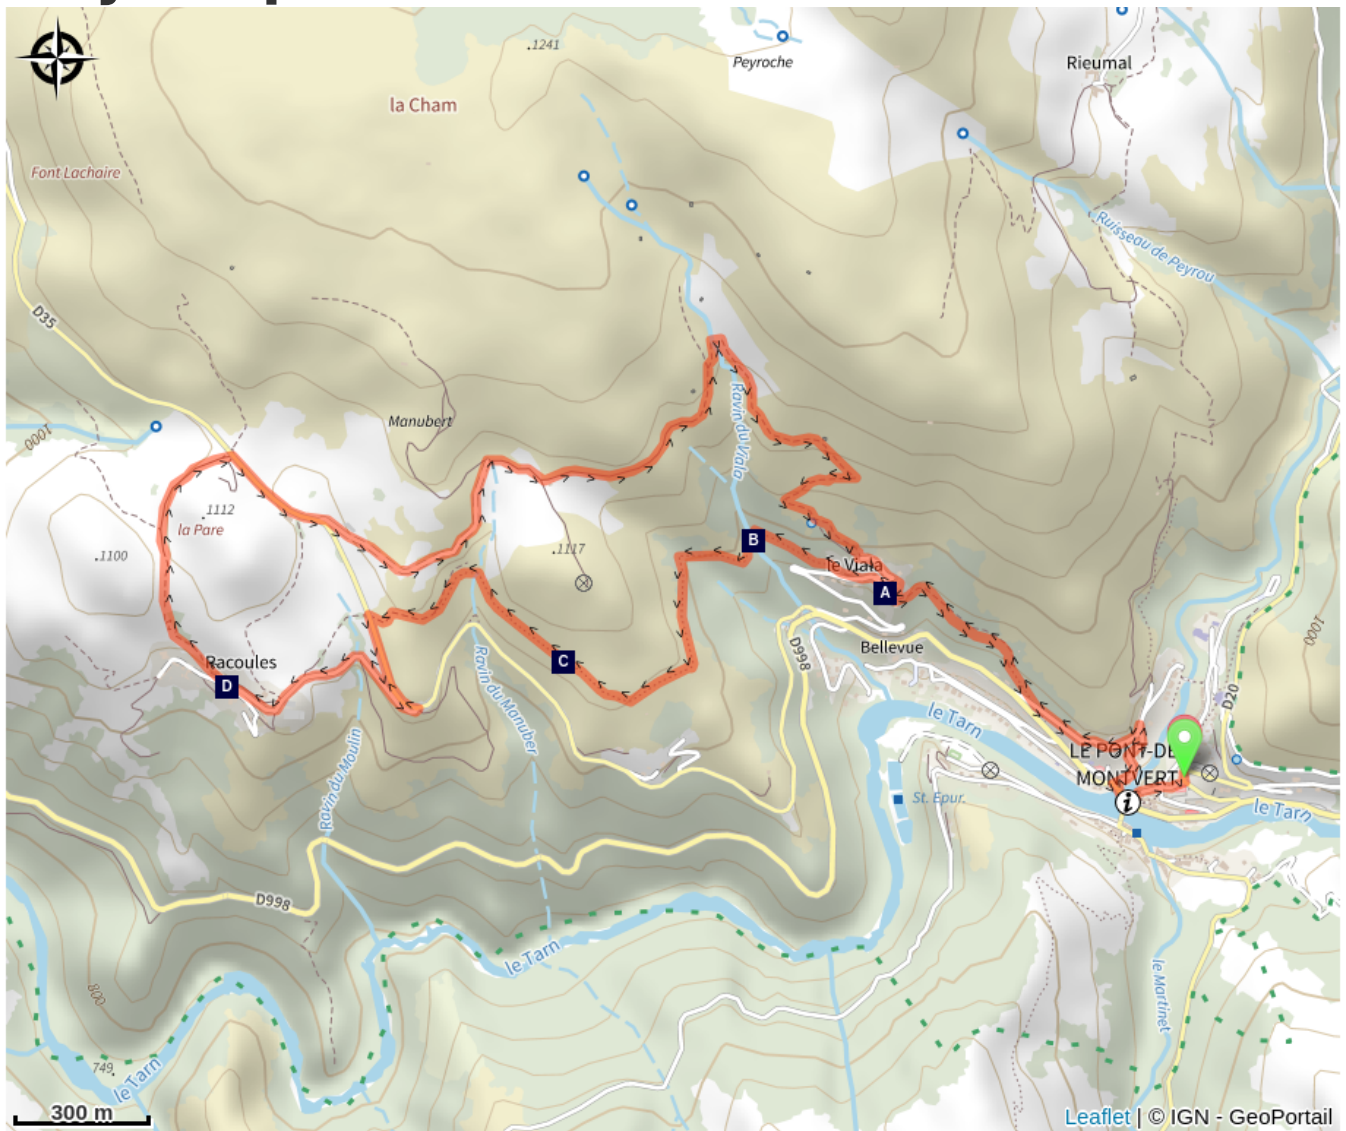 .1241
Peyroche
Rieumal
la Cham
Font Lachaire
Ruisseau de Peyrou
D35
Manubert
Ravin du Viala
1000
.1112
la Pare
.1100
.1117
B
le Viala
A
1000
Bellevue
D998
C
Racoules
D
Ravin du Manuber
D20
le Tarn
LE PONT-DE
MONTVERT
i
Ravin du Moulin
St. Epur.
le Tarn
D998
le Tarn
le Martinet
800
749.
le Tarn
300 m
Leaflet | © IGN - GeoPortail